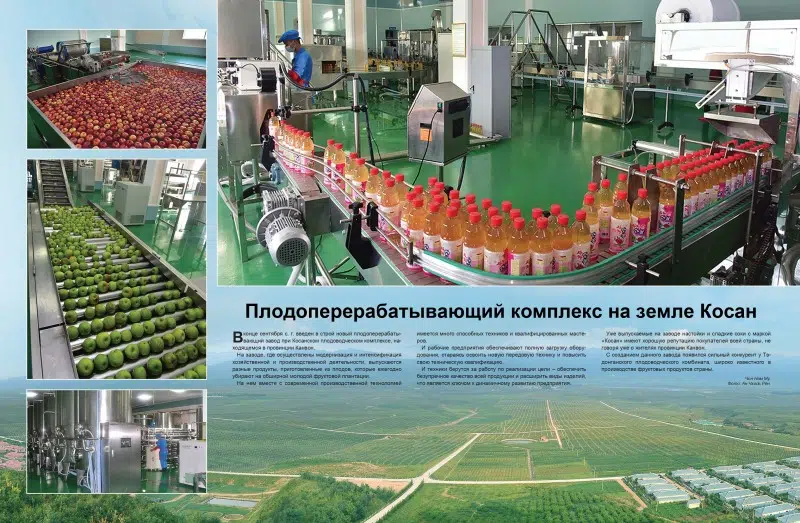 Плодоперерабатывающий комплекс на земле Косан
В конце сентября с. г. введен в строй новый плодоперерабаты-
вающий завод при Косанском плодоводческом комплексе, на-
ходящемся в провинции Канвон.
На заводе, где осуществлены модернизация и интенсификация
хозяйственной и производственной деятельности, выпускаются
разные продукты, приготовленные из плодов, которые ежегодно
убирают на обширной молодой фруктовой плантации.
На нем вместе с современной производственной технологией
имеется много способных техников и квалифицированных масте-
ров.
И рабочие предприятия обеспечивают полную загрузку обору-
дования, стараясь освоить новую передовую технику и повысить
свою техническую квалификацию.
И техники берутся за работу по реализации цели – обеспечить
безупречное качество всей продукции и расширить виды изделий,
что является ключом к динамичному развитию предприятия.
Уже выпускаемые на заводе настойки и сладкие соки с маркой
«Косан» имеют хорошую репутацию покупателей всей страны, не
говоря уже о жителях провинции Канвон.
С созданием данного завода появился сильный конкурент у Тэ-
донганского плодоводческого комбината, широко известного в
производстве фруктовых продуктов страны.